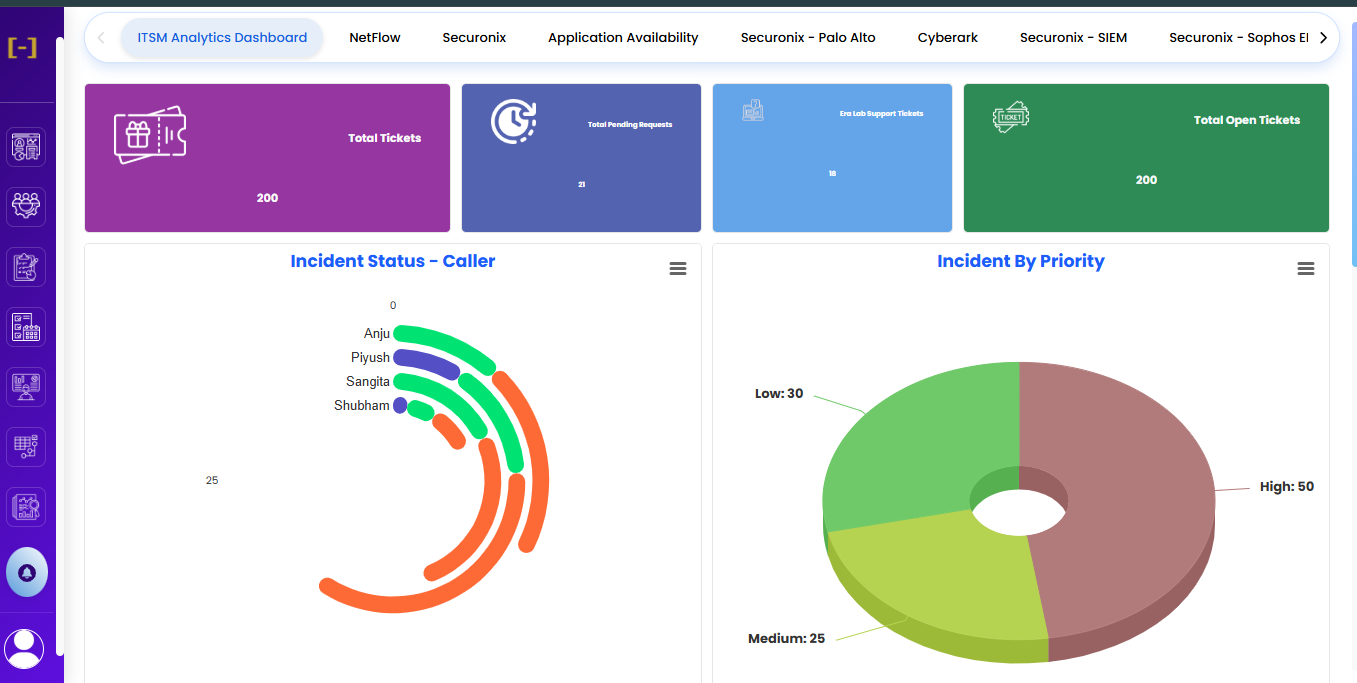 [-]
ITSM Analytics Dashboard
NetFlow
Securonix
Application Availability
Securonix - Palo Alto
Cyberark
Securonix - SIEM
Securonix - Sophos
Total Tickets
200
Total Pending Requests
21
Era Lab Support Tickets
18
TICKET
Total Open Tickets
200
Incident Status - Caller
0
Anju
Piyush
Sangita
Shubham
25
Incident By Priority
Low: 30
High: 50
Medium: 25